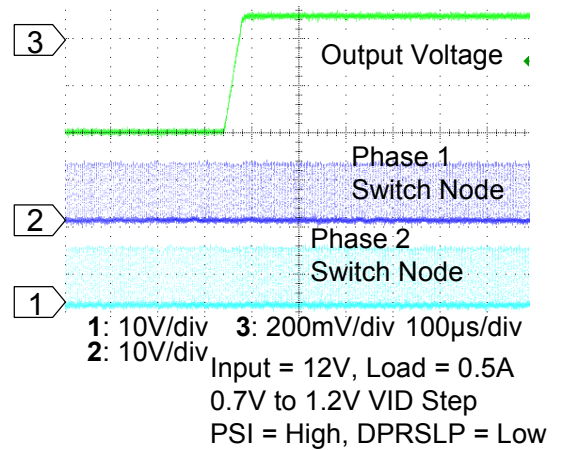 3
Output Voltage
Phase 1
Switch Node
2
Phase 2
Switch Node
1
1: 10V/div 3: 200mV/div 100µs/div
2: 10V/div
Input = 12V, Load = 0.5A
0.7V to 1.2V VID Step
PSI = High, DPRSLP = Low